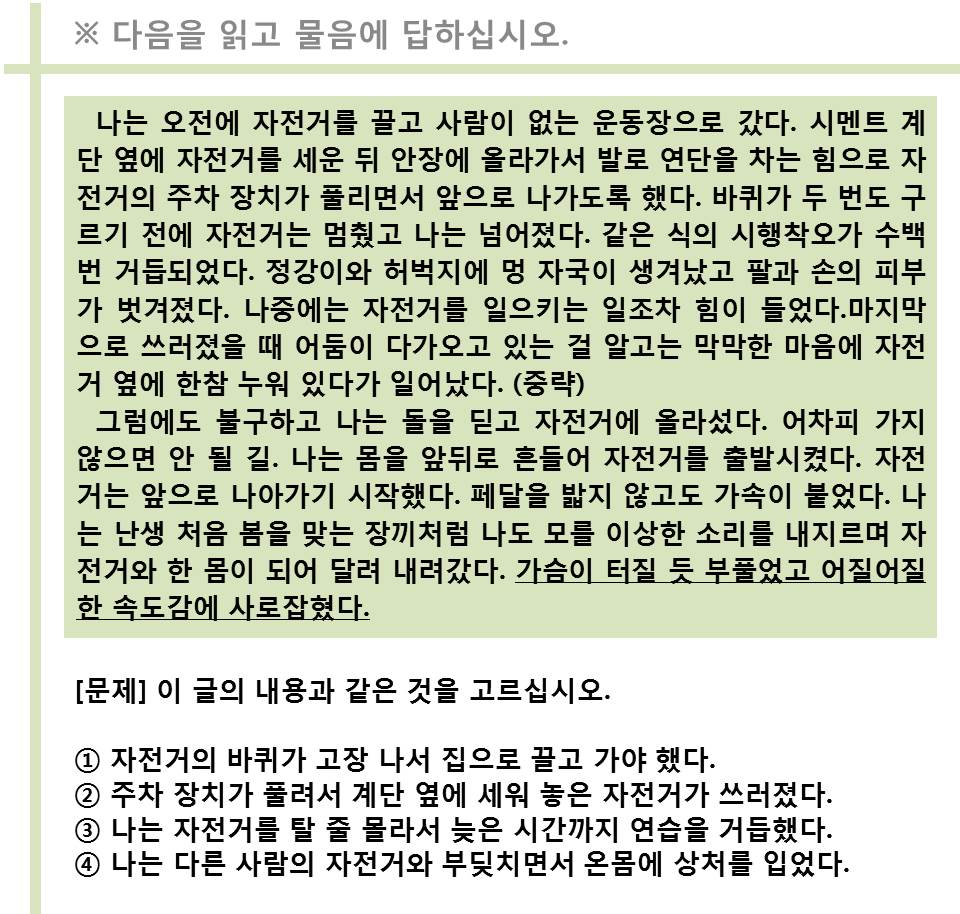 ※ 다음을 읽고 물음에 답하십시오.
나는 오전에 자전거를 끌고 사람이 없는 운동장으로 갔다. 시멘트 계
단 옆에 자전거를 세운 뒤 안장에 올라가서 발로 연단을 차는 힘으로 자
전거의 주차 장치가 풀리면서 앞으로 나가도록 했다. 바퀴가 두 번도 구
르기 전에 자전거는 멈췄고 나는 넘어졌다. 같은 식의 시행착오가 수백
번 거듭되었다. 정강이와 허벅지에 멍 자국이 생겨났고 팔과 손의 피부
가 벗겨졌다. 나중에는 자전거를 일으키는 일조차 힘이 들었다.마지막
으로 쓰러졌을 때 어둠이 다가오고 있는 걸 알고는 막막한 마음에 자전
거 옆에 한참 누워 있다가 일어났다. (중략)
그럼에도 불구하고 나는 돌을 딛고 자전거에 올라섰다. 어차피 가지
않으면 안 될 길. 나는 몸을 앞뒤로 흔들어 자전거를 출발시켰다. 자전
거는 앞으로 나아가기 시작했다. 페달을 밟지 않고도 가속이 붙었다. 나
는 난생 처음 봄을 맞는 장끼처럼 나도 모를 이상한 소리를 내지르며 자
전거와 한 몸이 되어 달려 내려갔다. 가슴이 터질 듯 부풀었고 어질어질
한 속도감에 사로잡혔다.
[문제] 이 글의 내용과 같은 것을 고르십시오.
① 자전거의 바퀴가 고장 나서 집으로 끌고 가야 했다.
② 주차 장치가 풀려서 계단 옆에 세워 놓은 자전거가 쓰러졌다.
③ 나는 자전거를 탈 줄 몰라서 늦은 시간까지 연습을 거듭했다.
④ 나는 다른 사람의 자전거와 부딪치면서 온몸에 상처를 입었다.